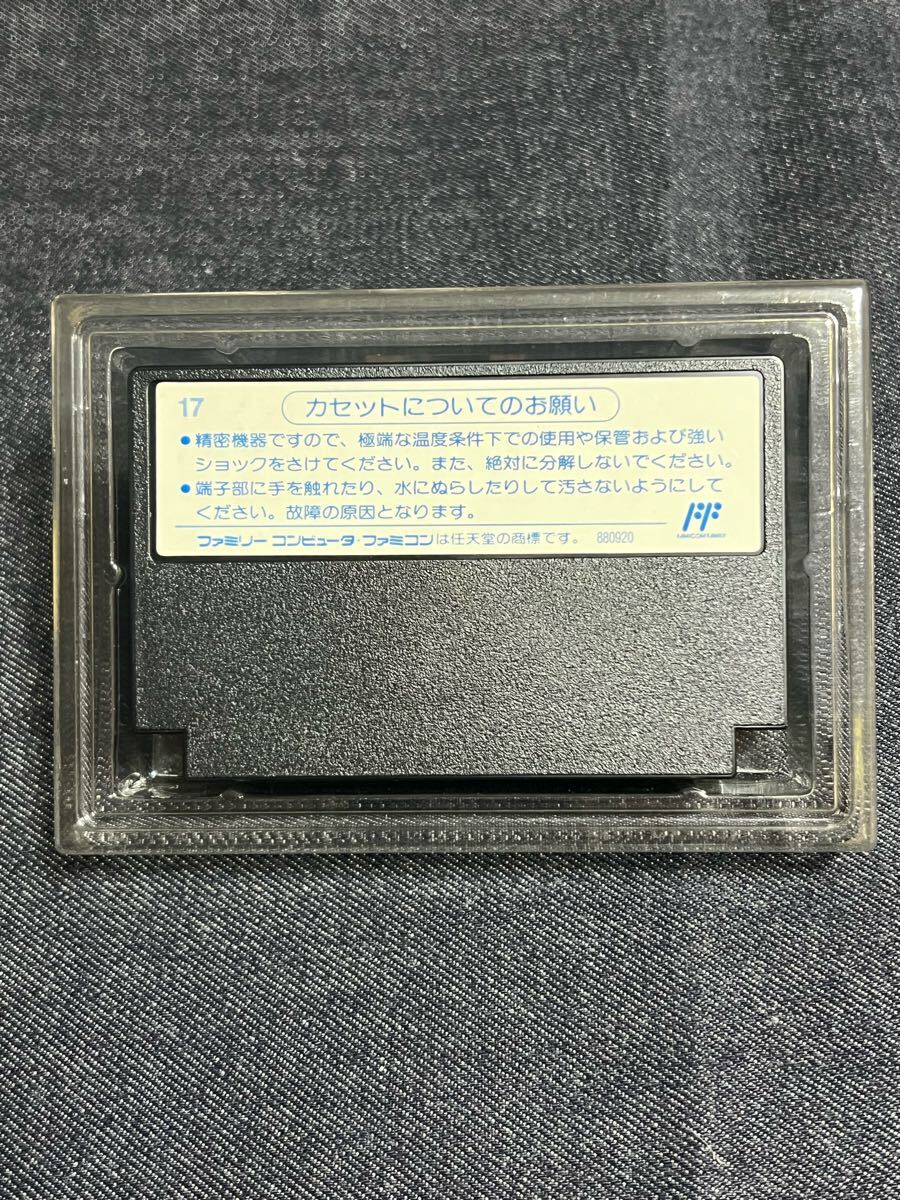 17
カセットについてのお願い
●精密機器ですので、極端な温度条件下での使用や保管および強い
ショックをさけてください。また、絶対に分解しないでください。
●端子部に手を触れたり、水にぬらしたりして汚さないようにして
ください。故障の原因となります。
FF
FAMICOM FAMILY
ファミリー コンピュータ・ファミコンは任天堂の商標です。 880920